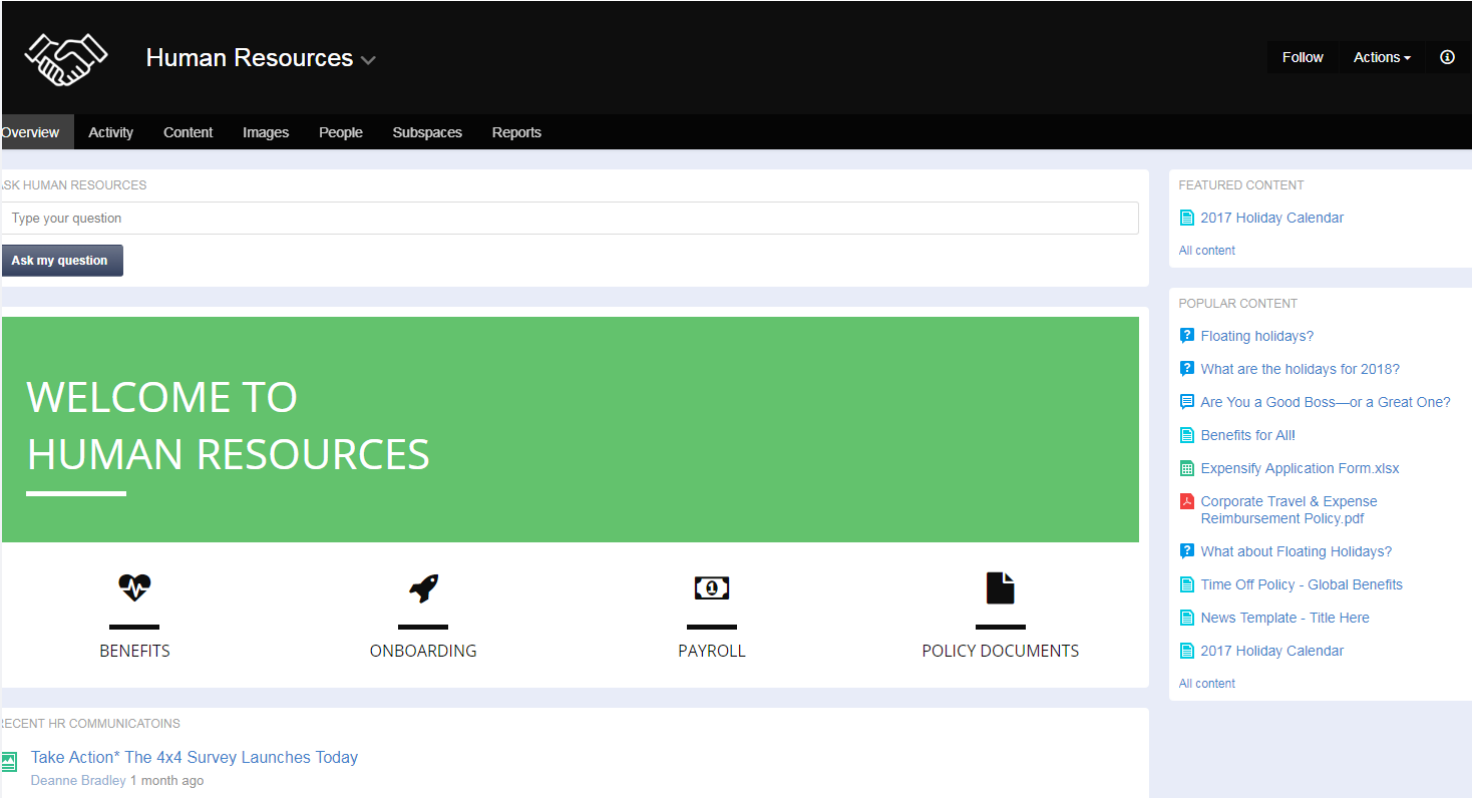 Human Resources
Follow
Actions
Overview
Activity
Content
Images
People
Subspaces
Reports
ASK HUMAN RESOURCES
Type your question
Ask my question
WELCOME TO
HUMAN RESOURCES
BENEFITS
ONBOARDING
PAYROLL
POLICY DOCUMENTS
RECENT HR COMMUNICATOINS
Take Action* The 4x4 Survey Launches Today
Deanne Bradley 1 month ago
FEATURED CONTENT
2017 Holiday Calendar
All content
POPULAR CONTENT
Floating holidays?
What are the holidays for 2018?
Are You a Good Boss—or a Great One?
Benefits for All!
Expensify Application Form.xlsx
Corporate Travel & Expense
Reimbursement Policy.pdf
What about Floating Holidays?
Time Off Policy - Global Benefits
News Template - Title Here
2017 Holiday Calendar
All content